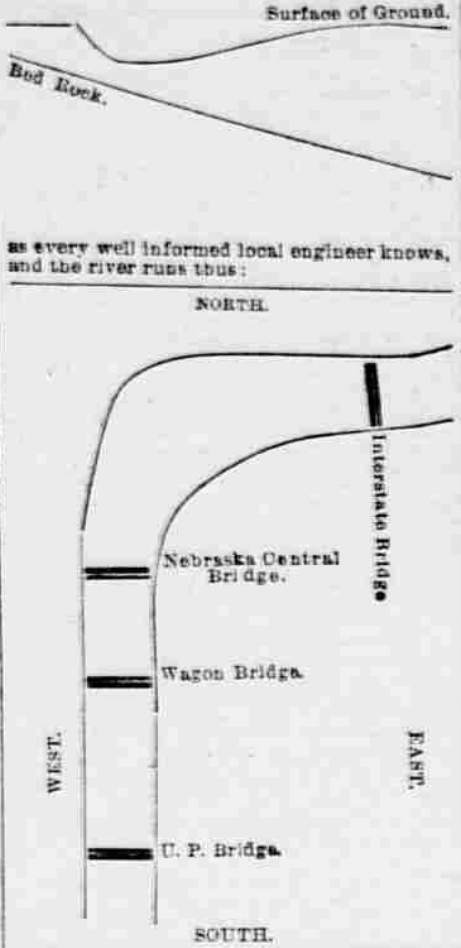 Surface of Ground.
Bed Rock.
as every well informed local engineer knows,
and the river runs thus:
NORTH.
Interstate Bridge
Nebraska Central
Bridge.
Wagon Bridge.
WEST.
EAST.
U. P. Bridge.
SOUTH.